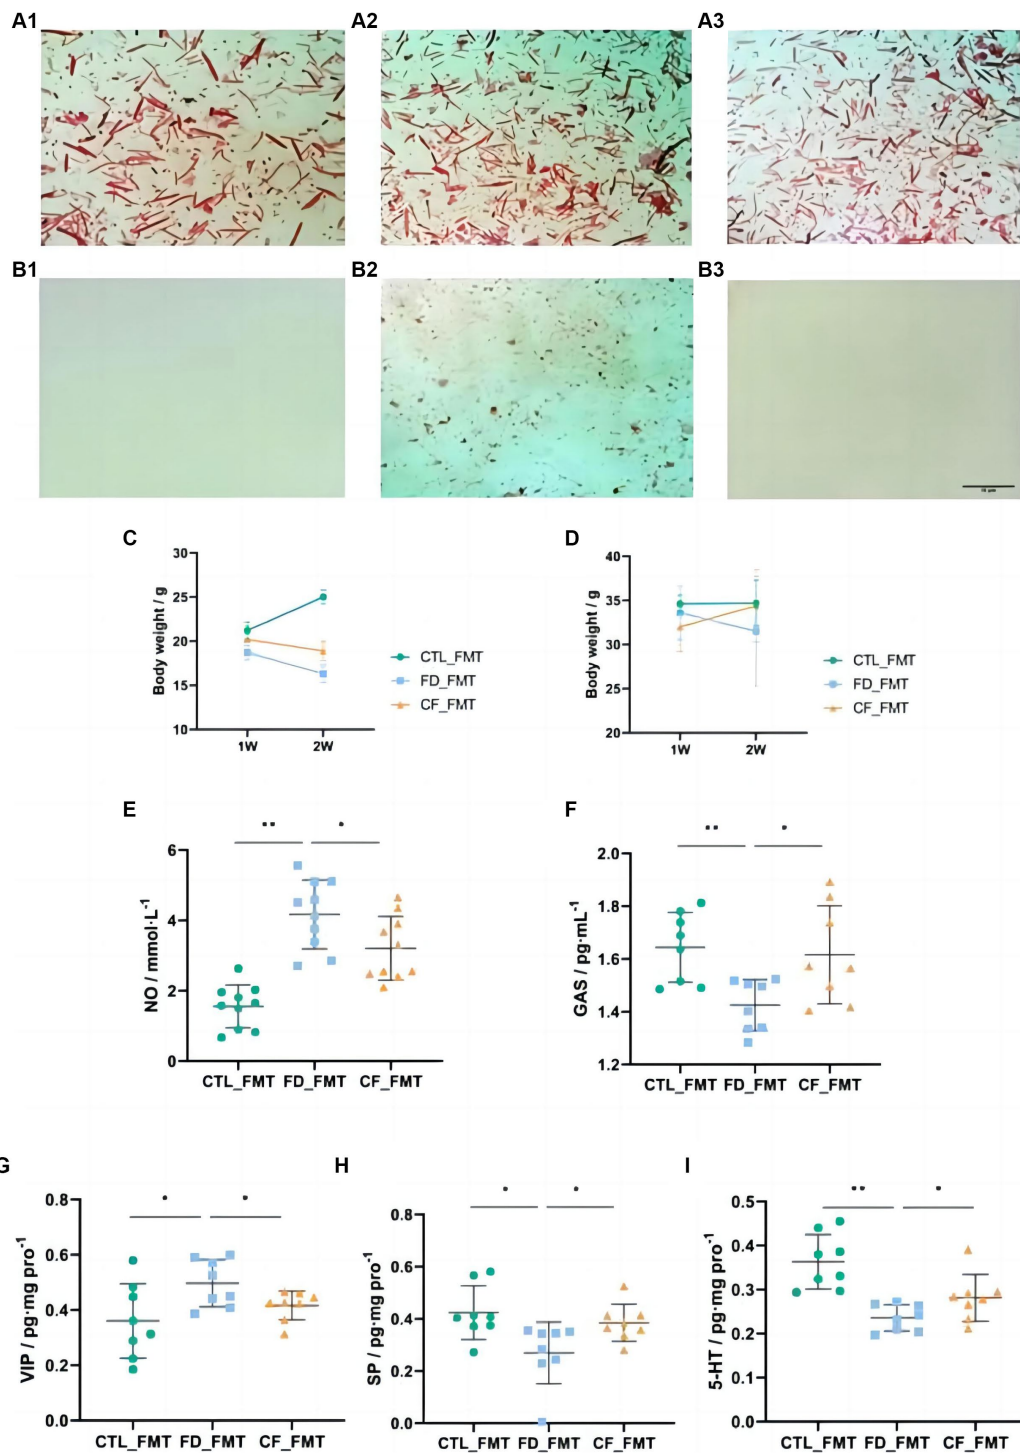 A1 A2 A3
B1 B2 B3
C
30
25
20
15
10
Body weight / g
1W 2W
CTL_FMT
FD_FMT
CF_FMT
D
40
35
30
25
20
Body weight / g
1W 2W
CTL_FMT
FD_FMT
CF_FMT
E
** *
6
4
2
0
NO / mmol·L⁻¹
CTL_FMT FD_FMT CF_FMT
F
** *
2.0
1.8
1.6
1.4
1.2
GAS / pg·mL⁻¹
CTL_FMT FD_FMT CF_FMT
G
* *
0.8
0.6
0.4
0.2
0.0
VIP / pg·mg pro⁻¹
CTL_FMT FD_FMT CF_FMT
H
* *
0.8
0.6
0.4
0.2
0.0
SP / pg·mg pro⁻¹
CTL_FMT FD_FMT CF_FMT
I
** *
0.5
0.4
0.3
0.2
0.1
0.0
5-HT / pg·mg pro⁻¹
CTL_FMT FD_FMT CF_FMT